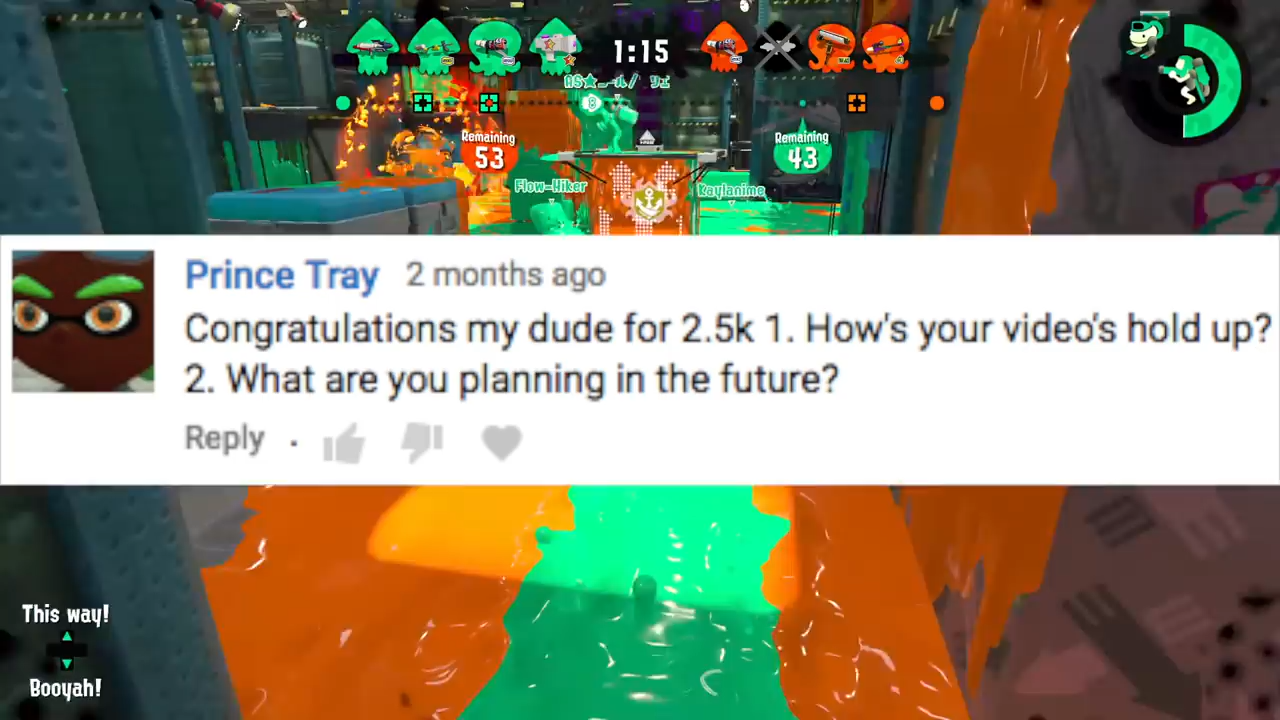 1:15
Remaining
53
Remaining
43
Flow-Hiker
Kaylanime
Prince Tray 2 months ago
Congratulations my dude for 2.5k 1. How's your video's hold up?
2. What are you planning in the future?
Reply .
This way!
Booyah!